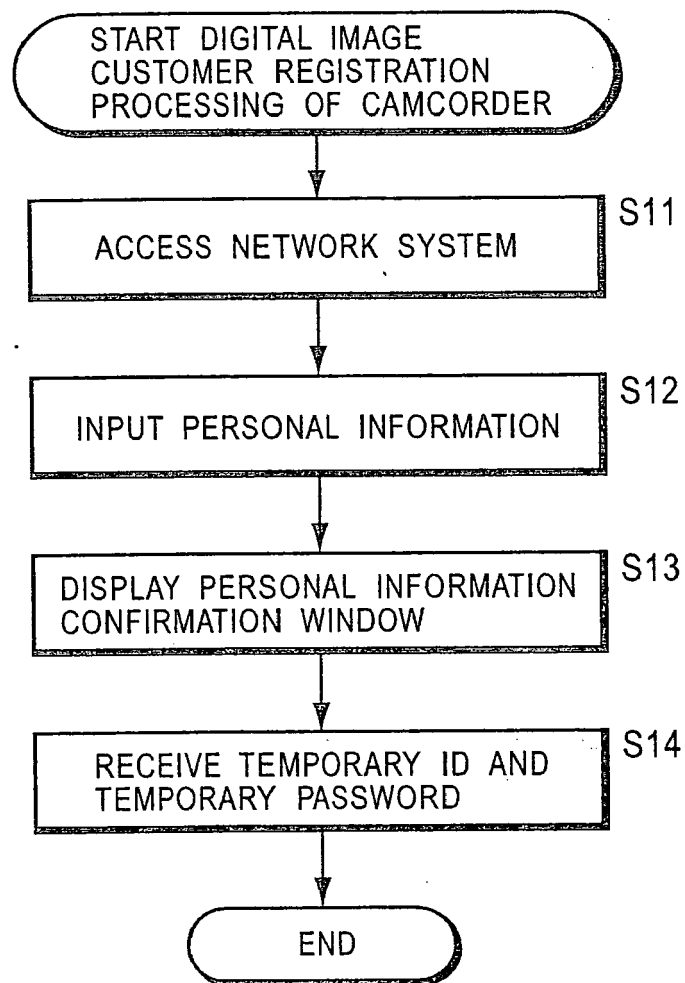 START DIGITAL IMAGE
CUSTOMER REGISTRATION
PROCESSING OF CAMCORDER
S11
ACCESS NETWORK SYSTEM
S12
INPUT PERSONAL INFORMATION
S13
DISPLAY PERSONAL INFORMATION
CONFIRMATION WINDOW
S14
RECEIVE TEMPORARY ID AND
TEMPORARY PASSWORD
END